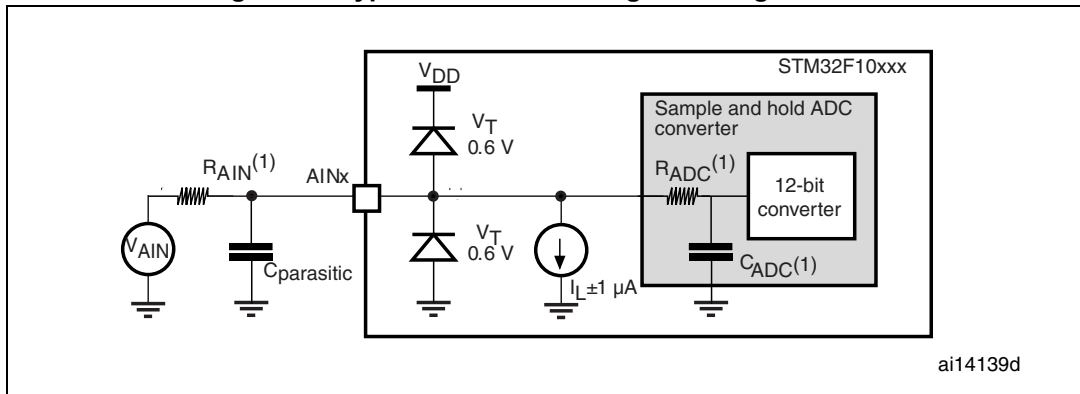 STM32F10xxx
VDD
Sample and hold ADC
converter
VT
0.6 V
RAIN(1)
AINx
RADC(1)
12-bit
converter
VAIN
Cparasitic
VT
0.6 V
IL±1 µA
CADC(1)
ai14139d